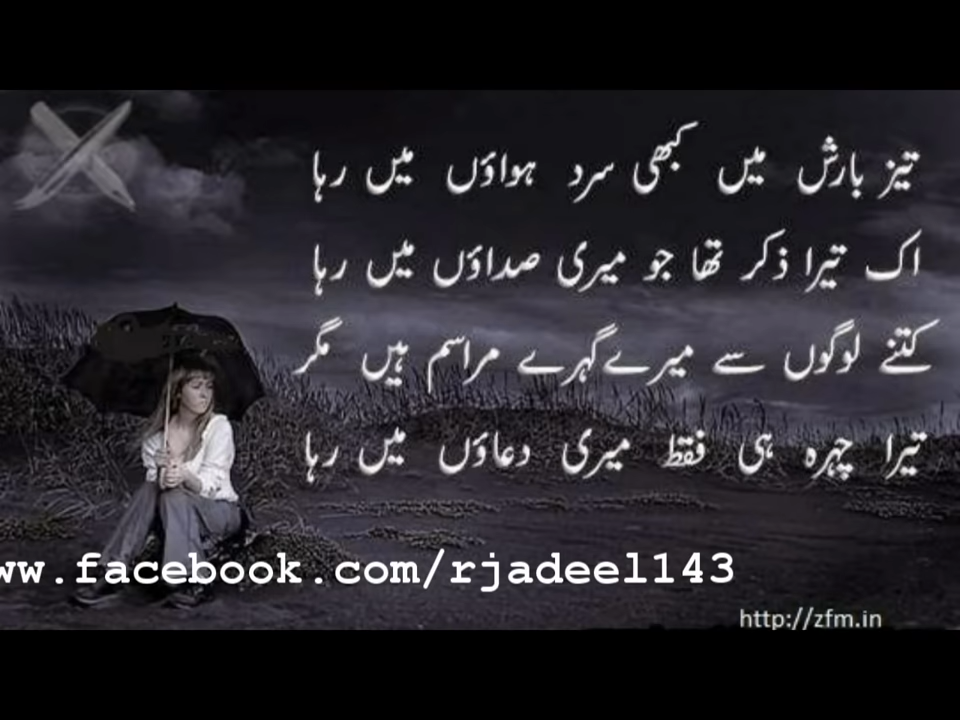 تیز بارش میں کبھی سرد ہواؤں میں رہا
اک تیرا ذکر تھا جو میری صداؤں میں رہا
کتنے لوگوں سے میرے گہرے مراسم ہیں مگر
تیرا چہرہ ہی فقط میری دعاؤں میں رہا
ww.facebook.com/rjadeel143
http://zfm.in